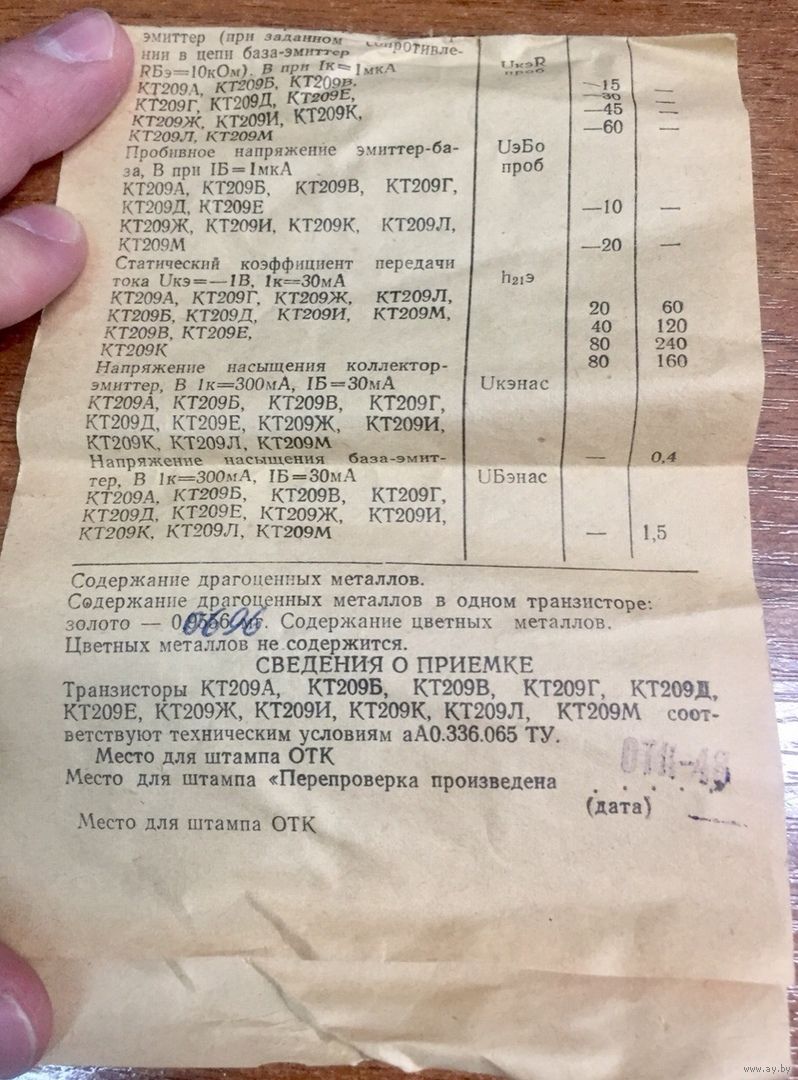 эмиттер (при заданном сопротивле-
нии в цепи база-эмиттер
RБэ=10кОм). В при Iк=1мкА UкэR проб
КТ209А, КТ209Б, КТ209В, —15 —
КТ209Г, КТ209Д, КТ209Е, —30 —
КТ209Ж, КТ209И, КТ209К, —45 —
КТ209Л, КТ209М —60 —
Пробивное напряжение эмиттер-ба- UэБо
за, В при IБ=1мкА проб
КТ209А, КТ209Б, КТ209В, КТ209Г,
КТ209Д, КТ209Е —10 —
КТ209Ж, КТ209И, КТ209К, КТ209Л,
КТ209М —20 —
Статический коэффициент передачи
тока Uкэ=—1В, Iк=30мА h21э
КТ209А, КТ209Г, КТ209Ж, КТ209Л, 20 60
КТ209Б, КТ209Д, КТ209И, КТ209М, 40 120
КТ209В, КТ209Е, 80 240
КТ209К 80 160
Напряжение насыщения коллектор-
эмиттер, В Iк=300мА, IБ=30мА Uкэнас
КТ209А, КТ209Б, КТ209В, КТ209Г,
КТ209Д, КТ209Е, КТ209Ж, КТ209И,
КТ209К, КТ209Л, КТ209М — 0,4
Напряжение насыщения база-эмит-
тер, В Iк=300мА, IБ=30мА UБэнас
КТ209А, КТ209Б, КТ209В, КТ209Г,
КТ209Д, КТ209Е, КТ209Ж, КТ209И,
КТ209К, КТ209Л, КТ209М — 1,5
Содержание драгоценных металлов.
Содержание драгоценных металлов в одном транзисторе:
золото — 0696 мг. Содержание цветных металлов.
Цветных металлов не содержится.
СВЕДЕНИЯ О ПРИЕМКЕ
Транзисторы КТ209А, КТ209Б, КТ209В, КТ209Г, КТ209Д,
КТ209Е, КТ209Ж, КТ209И, КТ209К, КТ209Л, КТ209М соот-
ветствуют техническим условиям аА0.336.065 ТУ.
Место для штампа ОТК
Место для штампа «Перепроверка произведена . . . . .»
(дата)
Место для штампа ОТК
www.ay.by